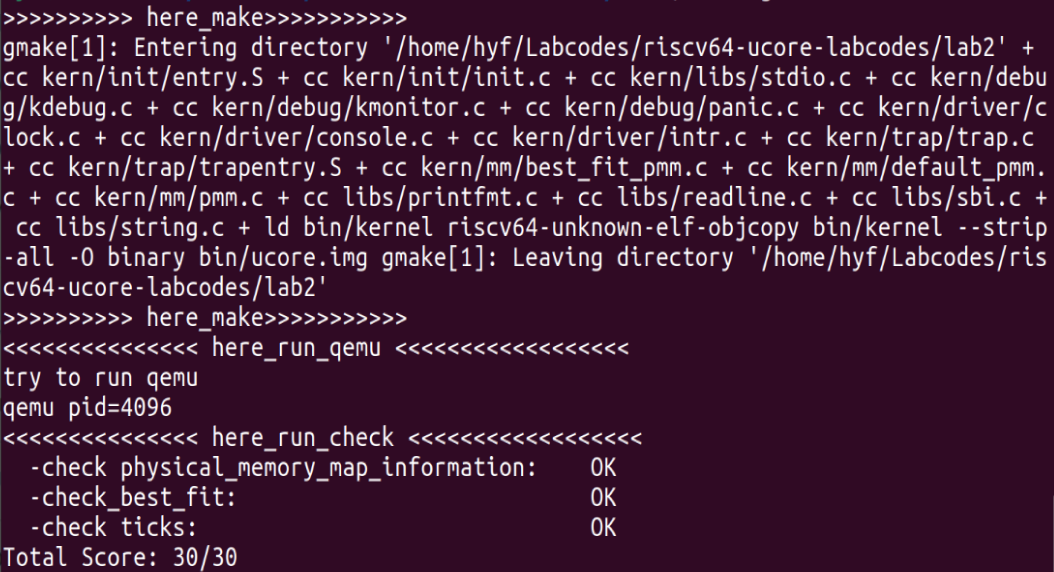 >>>>>>>>>> here_make>>>>>>>>>>>
gmake[1]: Entering directory '/home/hyf/Labcodes/riscv64-ucore-labcodes/lab2' +
cc kern/init/entry.S + cc kern/init/init.c + cc kern/libs/stdio.c + cc kern/debu
g/kdebug.c + cc kern/debug/kmonitor.c + cc kern/debug/panic.c + cc kern/driver/c
lock.c + cc kern/driver/console.c + cc kern/driver/intr.c + cc kern/trap/trap.c
+ cc kern/trap/trapentry.S + cc kern/mm/best_fit_pmm.c + cc kern/mm/default_pmm.
c + cc kern/mm/pmm.c + cc libs/printfmt.c + cc libs/readline.c + cc libs/sbi.c +
 cc libs/string.c + ld bin/kernel riscv64-unknown-elf-objcopy bin/kernel --strip
-all -O binary bin/ucore.img gmake[1]: Leaving directory '/home/hyf/Labcodes/ris
cv64-ucore-labcodes/lab2'
>>>>>>>>>> here_make>>>>>>>>>>>
<<<<<<<<<<<<<<< here_run_qemu <<<<<<<<<<<<<<<<<<
try to run qemu
qemu pid=4096
<<<<<<<<<<<<<<< here_run_check <<<<<<<<<<<<<<<<<<
  -check physical_memory_map_information:    OK
  -check_best_fit:                           OK
  -check ticks:                              OK
Total Score: 30/30